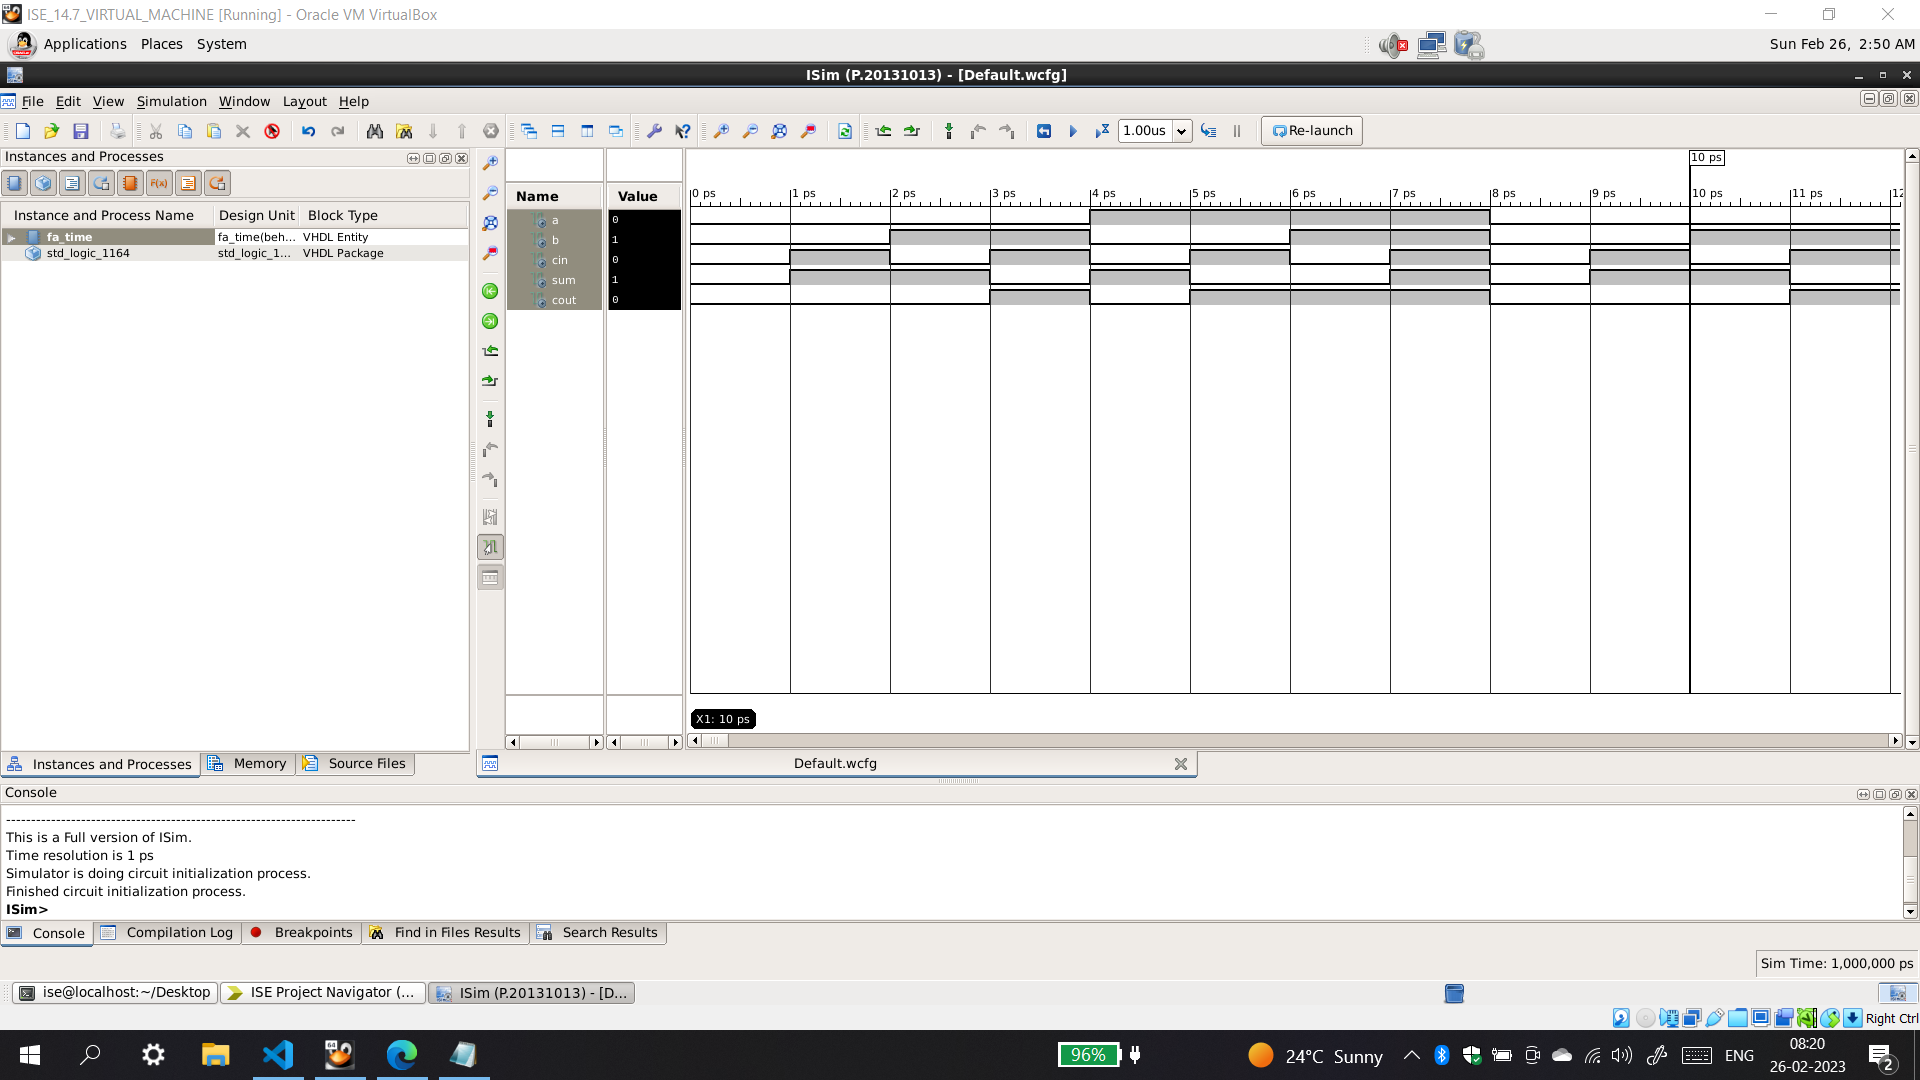 ISE_14.7_VIRTUAL_MACHINE [Running] - Oracle VM VirtualBox
Applications Places System
Sun Feb 26, 2:50 AM
ISim (P.20131013) - [Default.wcfg]
File Edit View Simulation Window Layout Help
1.00us
Re-launch
Instances and Processes
Instance and Process Name Design Unit Block Type
fa_time fa_time(beh... VHDL Entity
std_logic_1164 std_logic_1... VHDL Package
10 ps
Name Value
0 ps 1 ps 2 ps 3 ps 4 ps 5 ps 6 ps 7 ps 8 ps 9 ps 10 ps 11 ps 12
a 0
b 1
cin 0
sum 1
cout 0
X1: 10 ps
Instances and Processes Memory Source Files
Default.wcfg
Console
This is a Full version of ISim.
Time resolution is 1 ps
Simulator is doing circuit initialization process.
Finished circuit initialization process.
ISim>
Console Compilation Log Breakpoints Find in Files Results Search Results
Sim Time: 1,000,000 ps
ise@localhost:~/Desktop ISE Project Navigator (... ISim (P.20131013) - [D...
Right Ctrl
96% 24°C Sunny ENG 08:20
26-02-2023
2